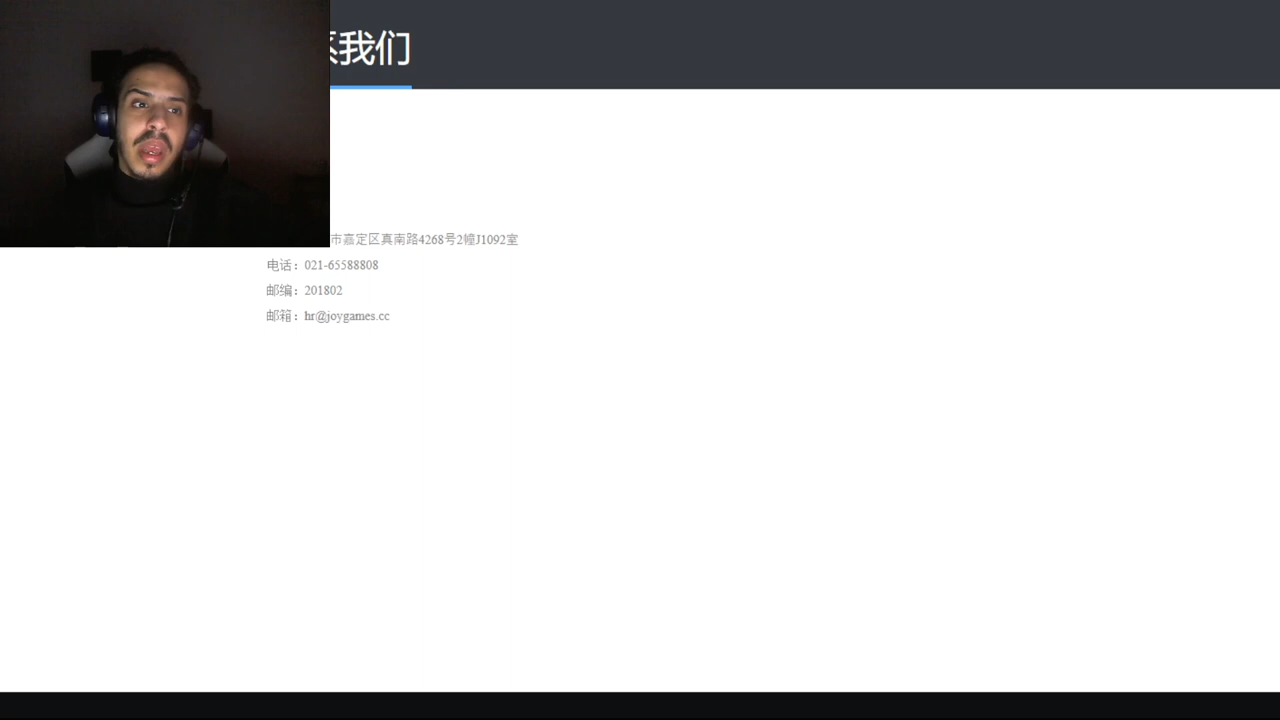 我们
市嘉定区真南路4268号2幢J1092室
电话：021-65588808
邮编：201802
邮箱：hr@joygames.cc